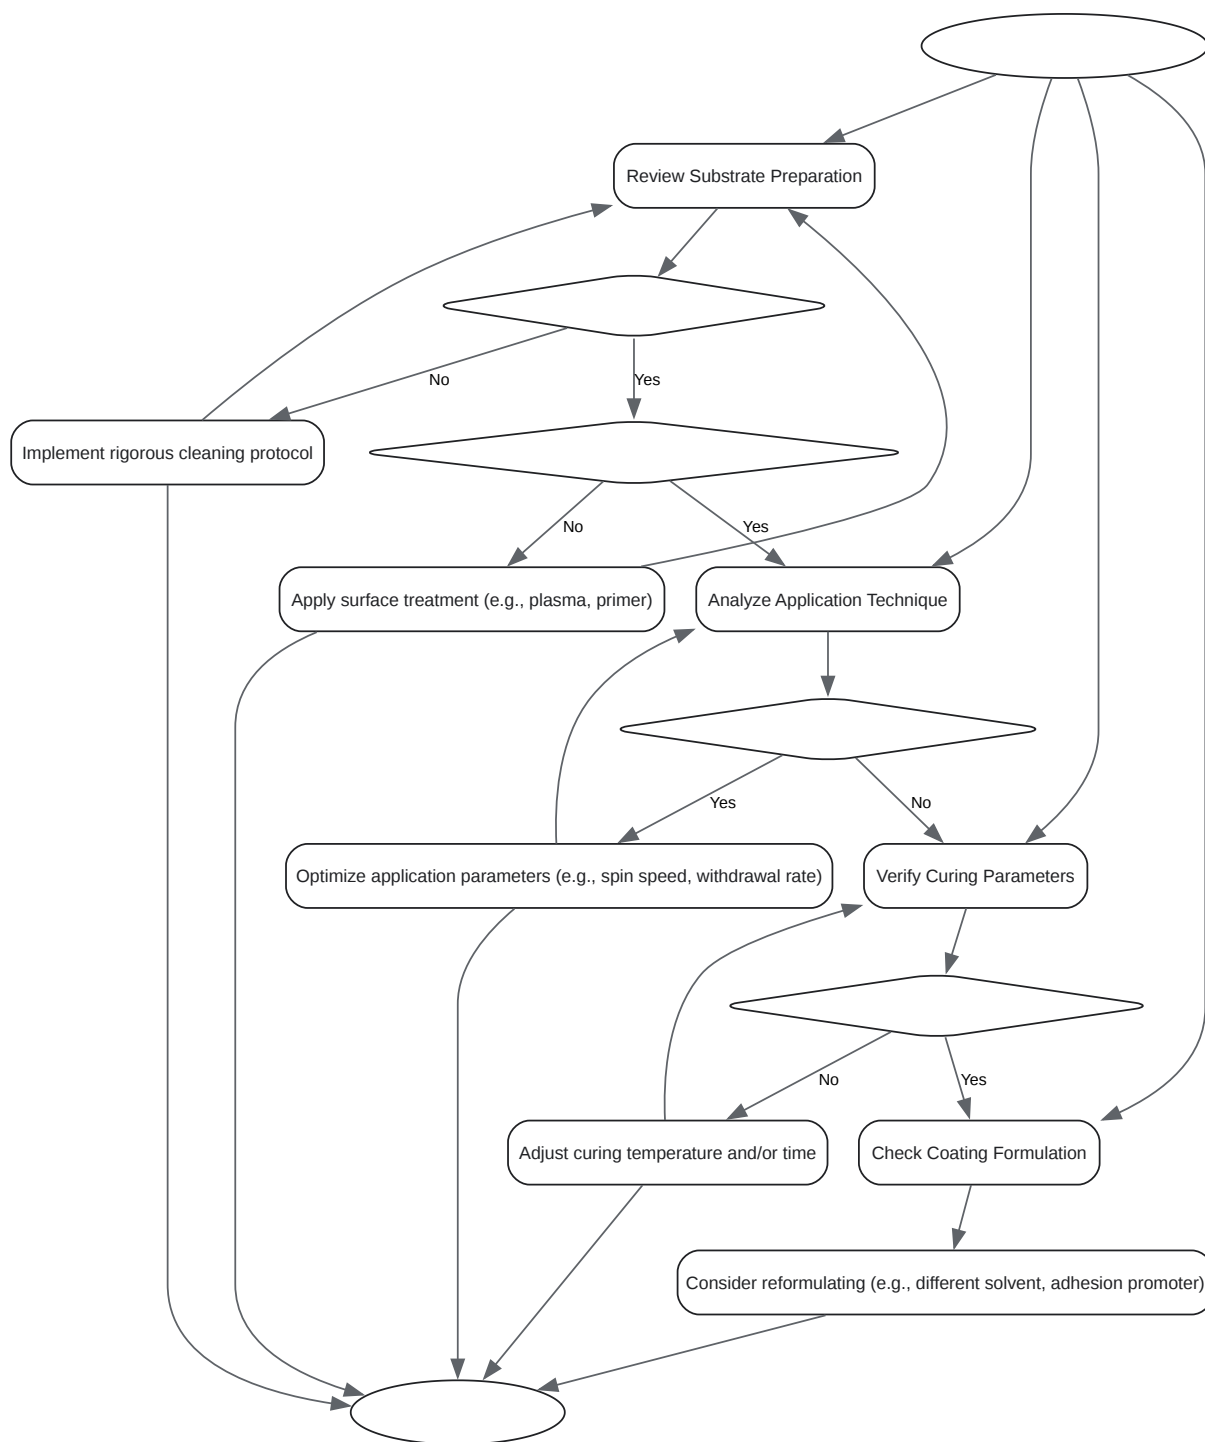 Review Substrate Preparation
No
Yes
Implement rigorous cleaning protocol
No
Yes
Apply surface treatment (e.g., plasma, primer)
Analyze Application Technique
Yes
No
Optimize application parameters (e.g., spin speed, withdrawal rate)
Verify Curing Parameters
No
Yes
Adjust curing temperature and/or time
Check Coating Formulation
Consider reformulating (e.g., different solvent, adhesion promoter)